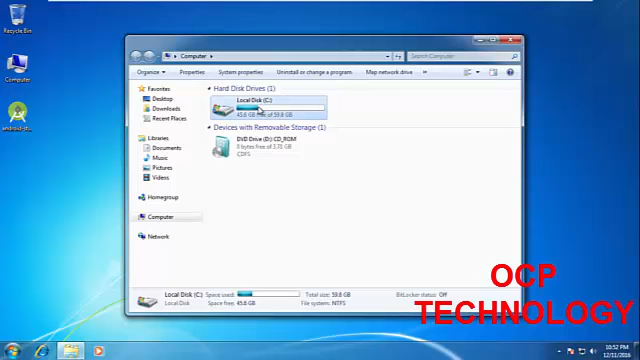 Recycle Bin
Computer
android-st...
Computer
Search Computer
Organize
Properties
System properties
Uninstall or change a program
Map network drive
»
Favorites
Desktop
Downloads
Recent Places
Libraries
Documents
Music
Pictures
Videos
Homegroup
Computer
Network
Hard Disk Drives (1)
Local Disk (C:)
45.8 GB free of 59.8 GB
Devices with Removable Storage (1)
DVD Drive (D:) CD_ROM
0 bytes free of 3.71 GB
CDFS
Local Disk (C:) Space used: Total size: 59.8 GB BitLocker status: Off
Local Disk Space free: 45.8 GB File system: NTFS
OCP
TECHNOLOGY
10:52 PM
12/11/2016